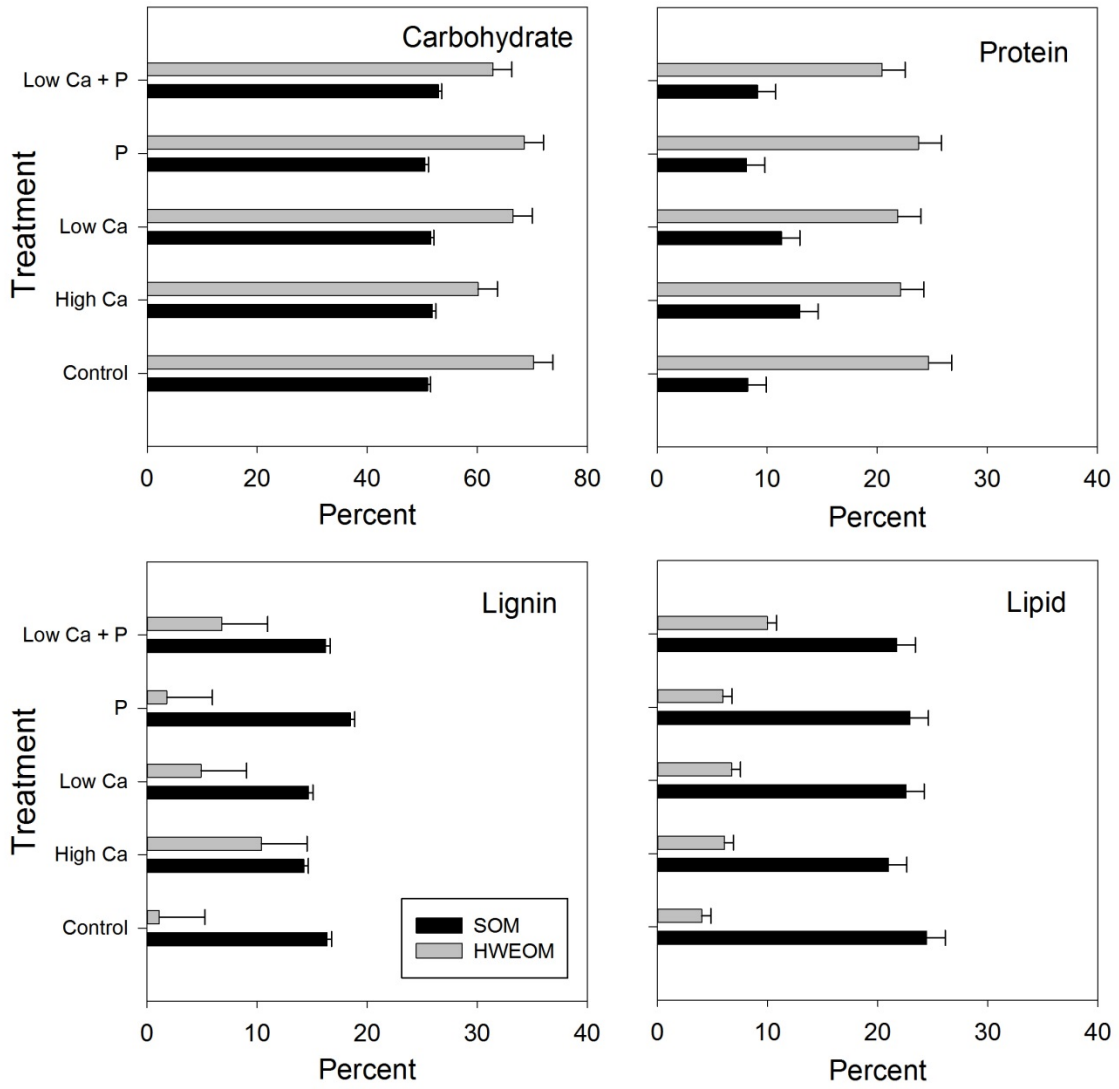 Carbohydrate
Low Ca + P
P
Low Ca
High Ca
Control
Treatment
0 20 40 60 80
Percent
Protein
0 10 20 30 40
Percent
Lignin
Low Ca + P
P
Low Ca
High Ca
Control
Treatment
SOM
HWEOM
0 10 20 30 40
Percent
Lipid
0 10 20 30 40
Percent